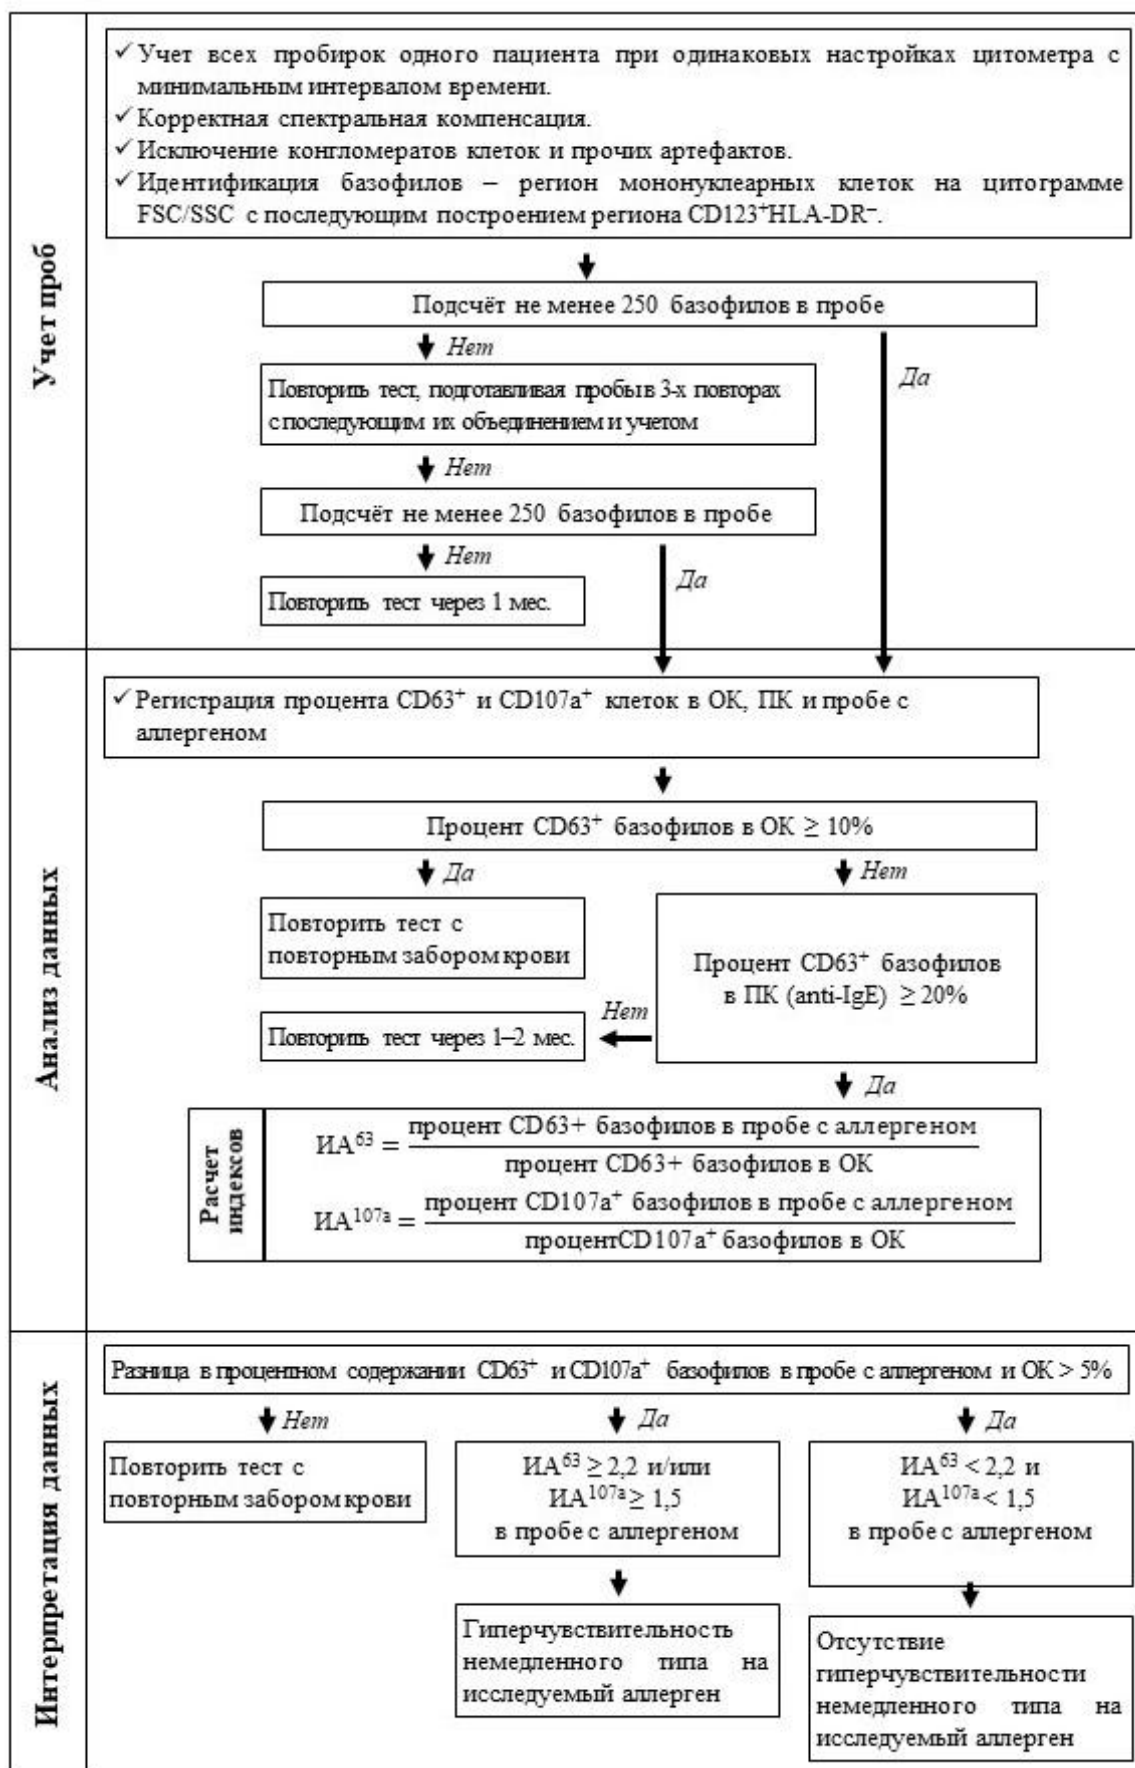 Учет проб
✓ Учет всех пробирок одного пациента при одинаковых настройках цитометра с
минимальным интервалом времени.
✓ Корректная спектральная компенсация.
✓ Исключение конгломератов клеток и прочих артефактов.
✓ Идентификация базофилов – регион мононуклеарных клеток на цитограмме
FSC/SSC с последующим построением региона CD123⁺HLA-DR⁻.
Подсчёт не менее 250 базофилов в пробе
Нет
Да
Повторить тест, подготавливая пробы в 3-х повторах
с последующим их объединением и учетом
Нет
Подсчёт не менее 250 базофилов в пробе
Нет
Да
Повторить тест через 1 мес.
Анализ данных
✓ Регистрация процента CD63⁺ и CD107a⁺ клеток в ОК, ПК и пробе с
аллергеном
Процент CD63⁺ базофилов в ОК ≥ 10%
Да
Нет
Повторить тест с
повторным забором крови
Процент CD63⁺ базофилов
в ПК (anti-IgE) ≥ 20%
Нет
Повторить тест через 1–2 мес.
Да
Расчет
индексов
ИА⁶³ = процент CD63+ базофилов в пробе с аллергеном
процент CD63+ базофилов в ОК
ИА¹⁰⁷ᵃ = процент CD107a⁺ базофилов в пробе с аллергеном
процентCD107a⁺ базофилов в ОК
Интерпретация данных
Разница в процентном содержании CD63⁺ и CD107a⁺ базофилов в пробе с аллергеном и ОК > 5%
Нет
Да
Да
Повторить тест с
повторным забором крови
ИА⁶³ ≥ 2,2 и/или
ИА¹⁰⁷ᵃ ≥ 1,5
в пробе с аллергеном
ИА⁶³ < 2,2 и
ИА¹⁰⁷ᵃ < 1,5
в пробе с аллергеном
Гиперчувствительность
немедленного типа на
исследуемый аллерген
Отсутствие
гиперчувствительности
немедленного типа на
исследуемый аллерген